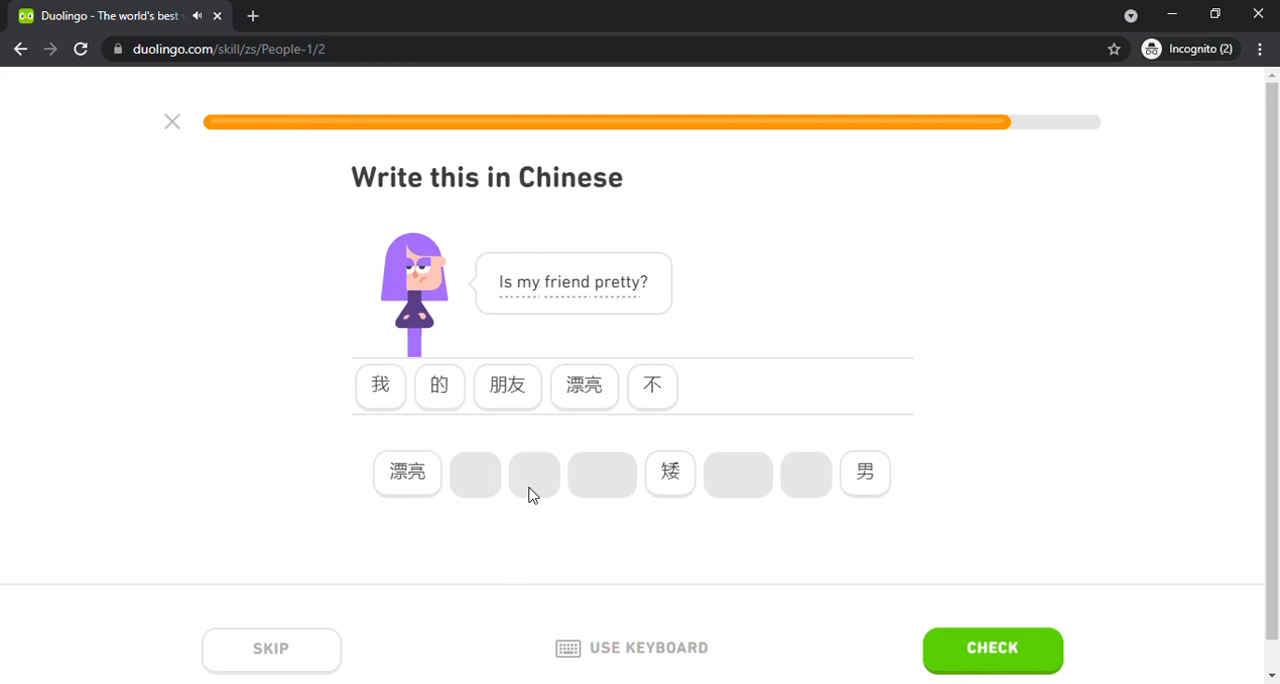 Duolingo - The world's best
duolingo.com/skill/zs/People-1/2
Incognito (2)
Write this in Chinese
Is my friend pretty?
我 的 朋友 漂亮 不
漂亮 矮 男
SKIP USE KEYBOARD CHECK